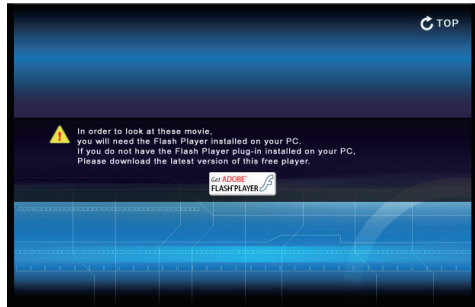 TOP
In order to look at these movie,
you will need the Flash Player installed on your PC.
If you do not have the Flash Player plug-in installed on your PC,
Please download the latest version of this free player.
Get ADOBE®
FLASH® PLAYER